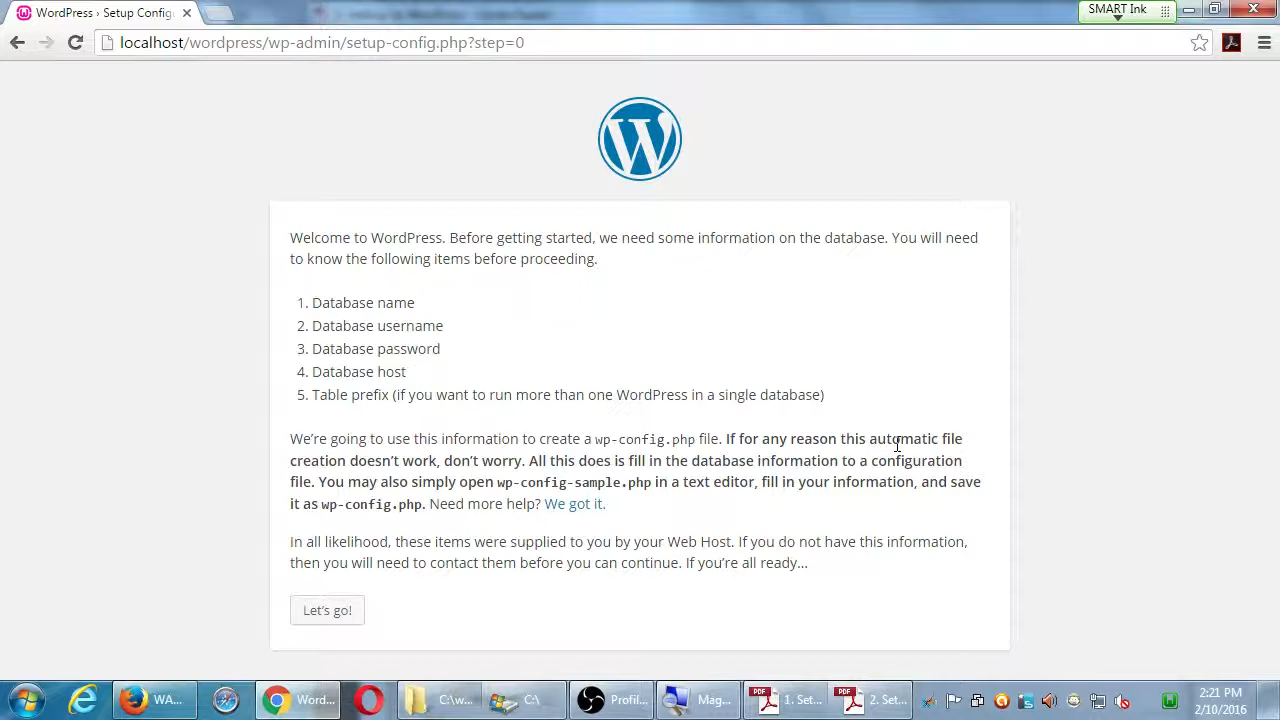 WordPress › Setup Config
SMART Ink
localhost/wordpress/wp-admin/setup-config.php?step=0
Welcome to WordPress. Before getting started, we need some information on the database. You will need
to know the following items before proceeding.
1. Database name
2. Database username
3. Database password
4. Database host
5. Table prefix (if you want to run more than one WordPress in a single database)
We’re going to use this information to create a wp-config.php file. If for any reason this automatic file
creation doesn’t work, don’t worry. All this does is fill in the database information to a configuration
file. You may also simply open wp-config-sample.php in a text editor, fill in your information, and save
it as wp-config.php. Need more help? We got it.
In all likelihood, these items were supplied to you by your Web Host. If you do not have this information,
then you will need to contact them before you can continue. If you’re all ready...
Let’s go!
WA... Word... C:\w... C:\ Profil... Mag... 1. Set... 2. Set...
2:21 PM
2/10/2016